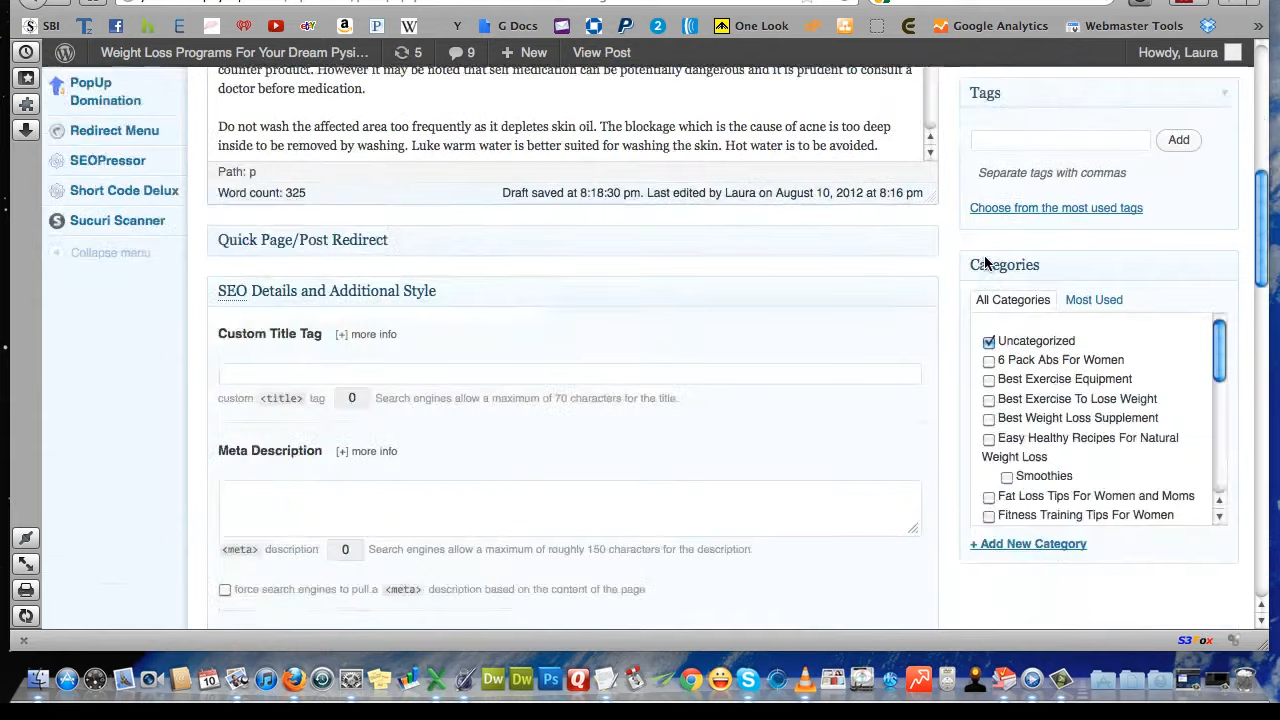 SBI
G Docs
One Look
Google Analytics
Webmaster Tools
Weight Loss Programs For Your Dream Pysi...
5
9
+ New
View Post
Howdy, Laura
PopUp
Domination
Redirect Menu
SEOPressor
Short Code Delux
Sucuri Scanner
Collapse menu
counter product. However it may be noted that self medication can be potentially dangerous and it is prudent to consult a
doctor before medication.
Do not wash the affected area too frequently as it depletes skin oil. The blockage which is the cause of acne is too deep
inside to be removed by washing. Luke warm water is better suited for washing the skin. Hot water is to be avoided.
Path: p
Word count: 325
Draft saved at 8:18:30 pm. Last edited by Laura on August 10, 2012 at 8:16 pm
Quick Page/Post Redirect
SEO Details and Additional Style
Custom Title Tag
[+] more info
custom <title> tag
0
Search engines allow a maximum of 70 characters for the title.
Meta Description
[+] more info
<meta> description
0
Search engines allow a maximum of roughly 150 characters for the description.
force search engines to pull a <meta> description based on the content of the page
Tags
Add
Separate tags with commas
Choose from the most used tags
Categories
All Categories
Most Used
Uncategorized
6 Pack Abs For Women
Best Exercise Equipment
Best Exercise To Lose Weight
Best Weight Loss Supplement
Easy Healthy Recipes For Natural
Weight Loss
Smoothies
Fat Loss Tips For Women and Moms
Fitness Training Tips For Women
+ Add New Category
S3Fox
Dw
Dw
Ps